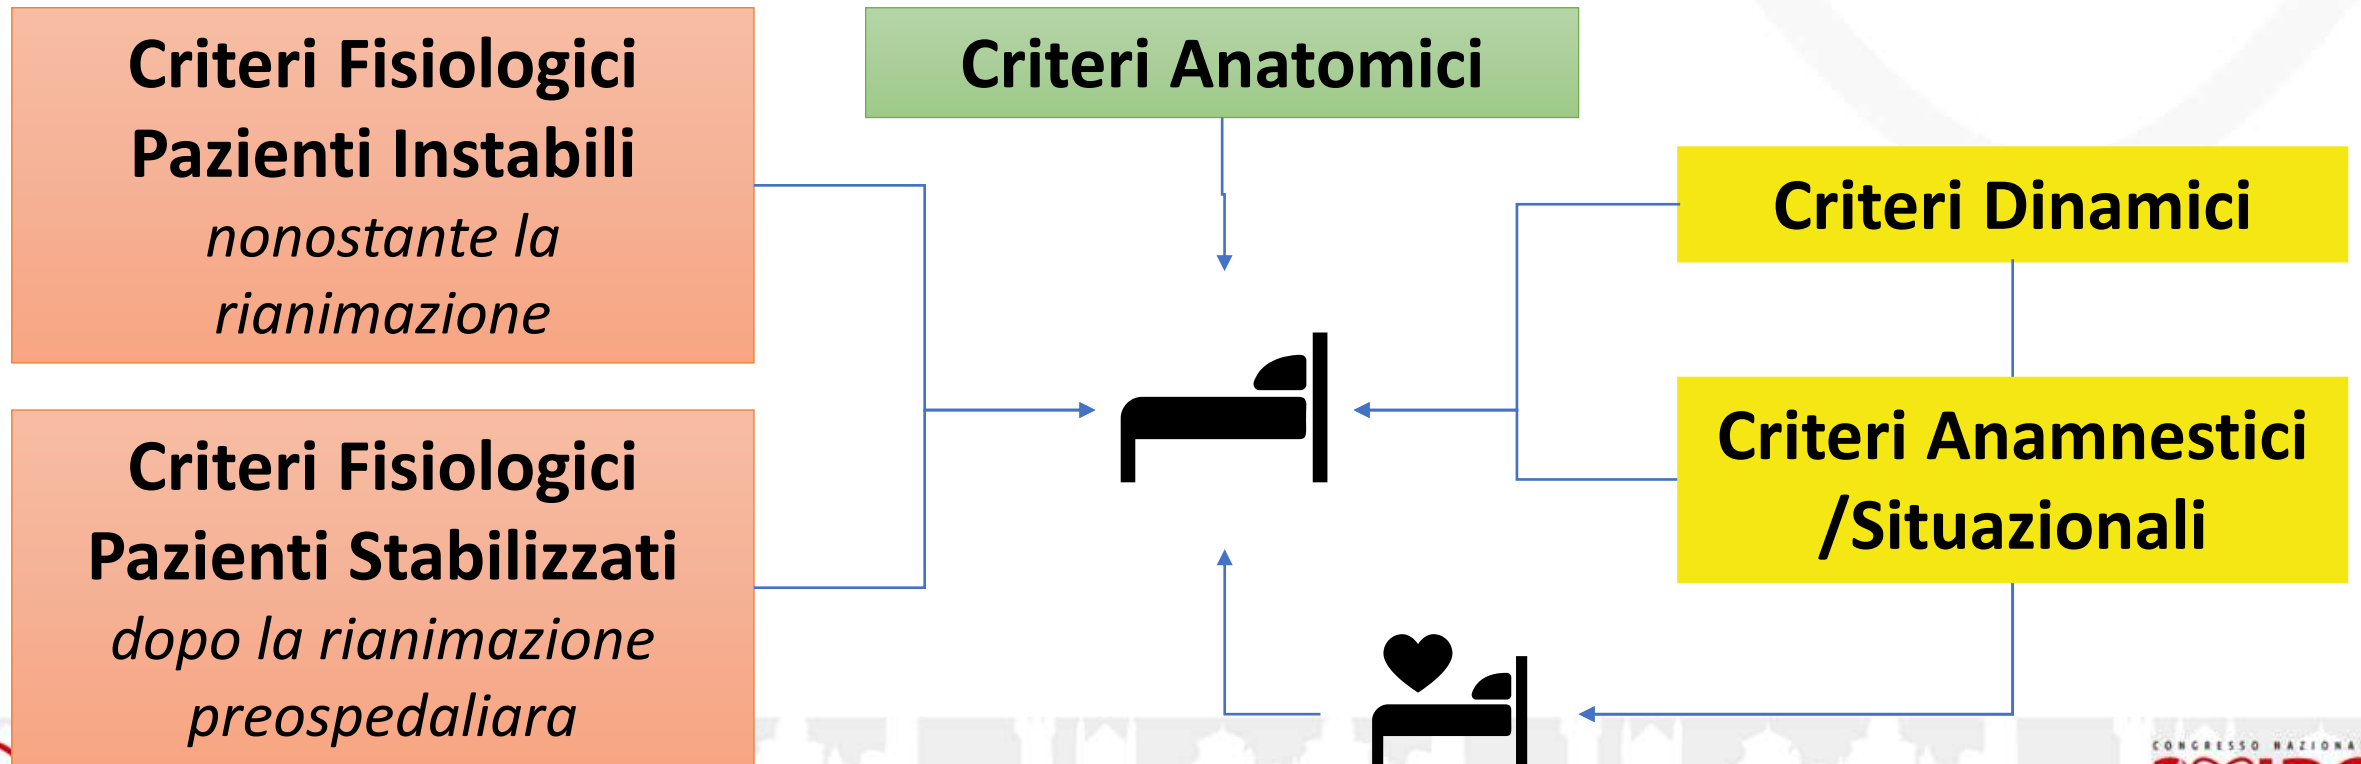 Criteri Fisiologici
Pazienti Instabili
nonostante la
rianimazione
Criteri Anatomici
Criteri Dinamici
Criteri Fisiologici
Pazienti Stabilizzati
dopo la rianimazione
preospedaliara
Criteri Anamnestici
/Situazionali
CONGRESSO